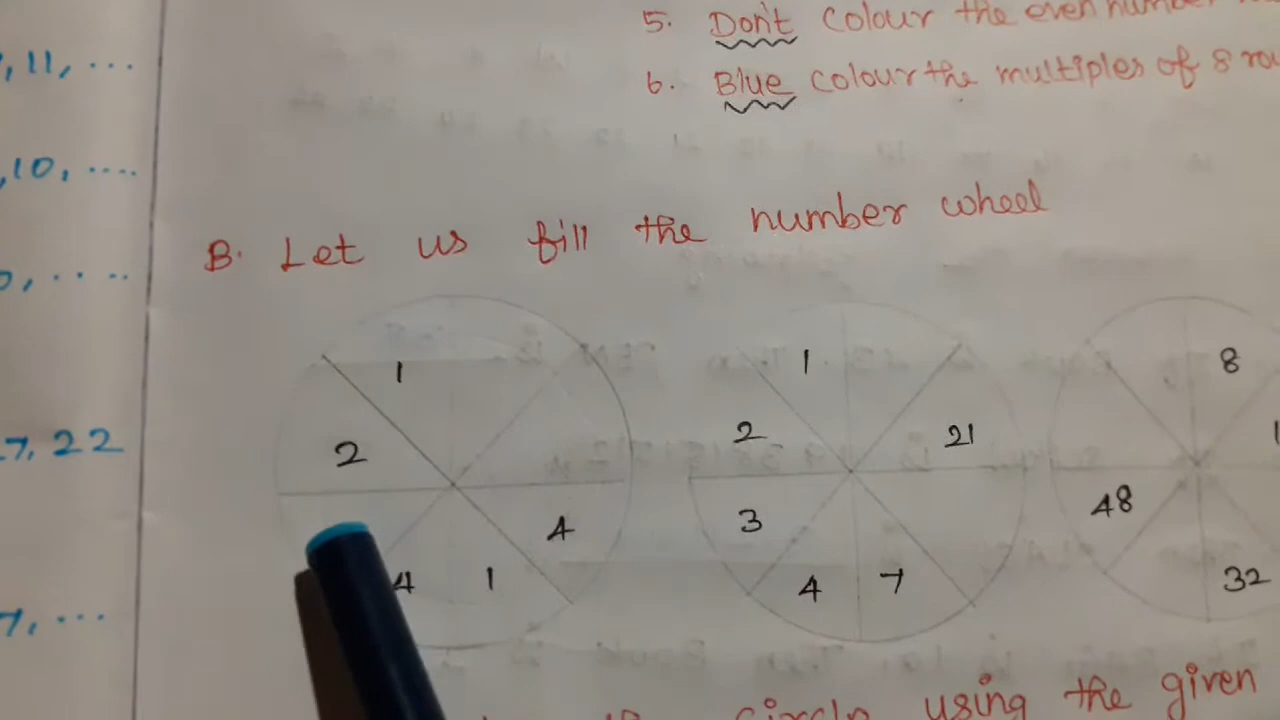 , 11, ...
, 10, ....
7, 22
7, ...
5. Don't colour the even number
6. Blue colour the multiples of 8
B. Let us fill the number wheel
1
2
4
4 1
1
2 21
3
4 7
8
48
32
circle using the given